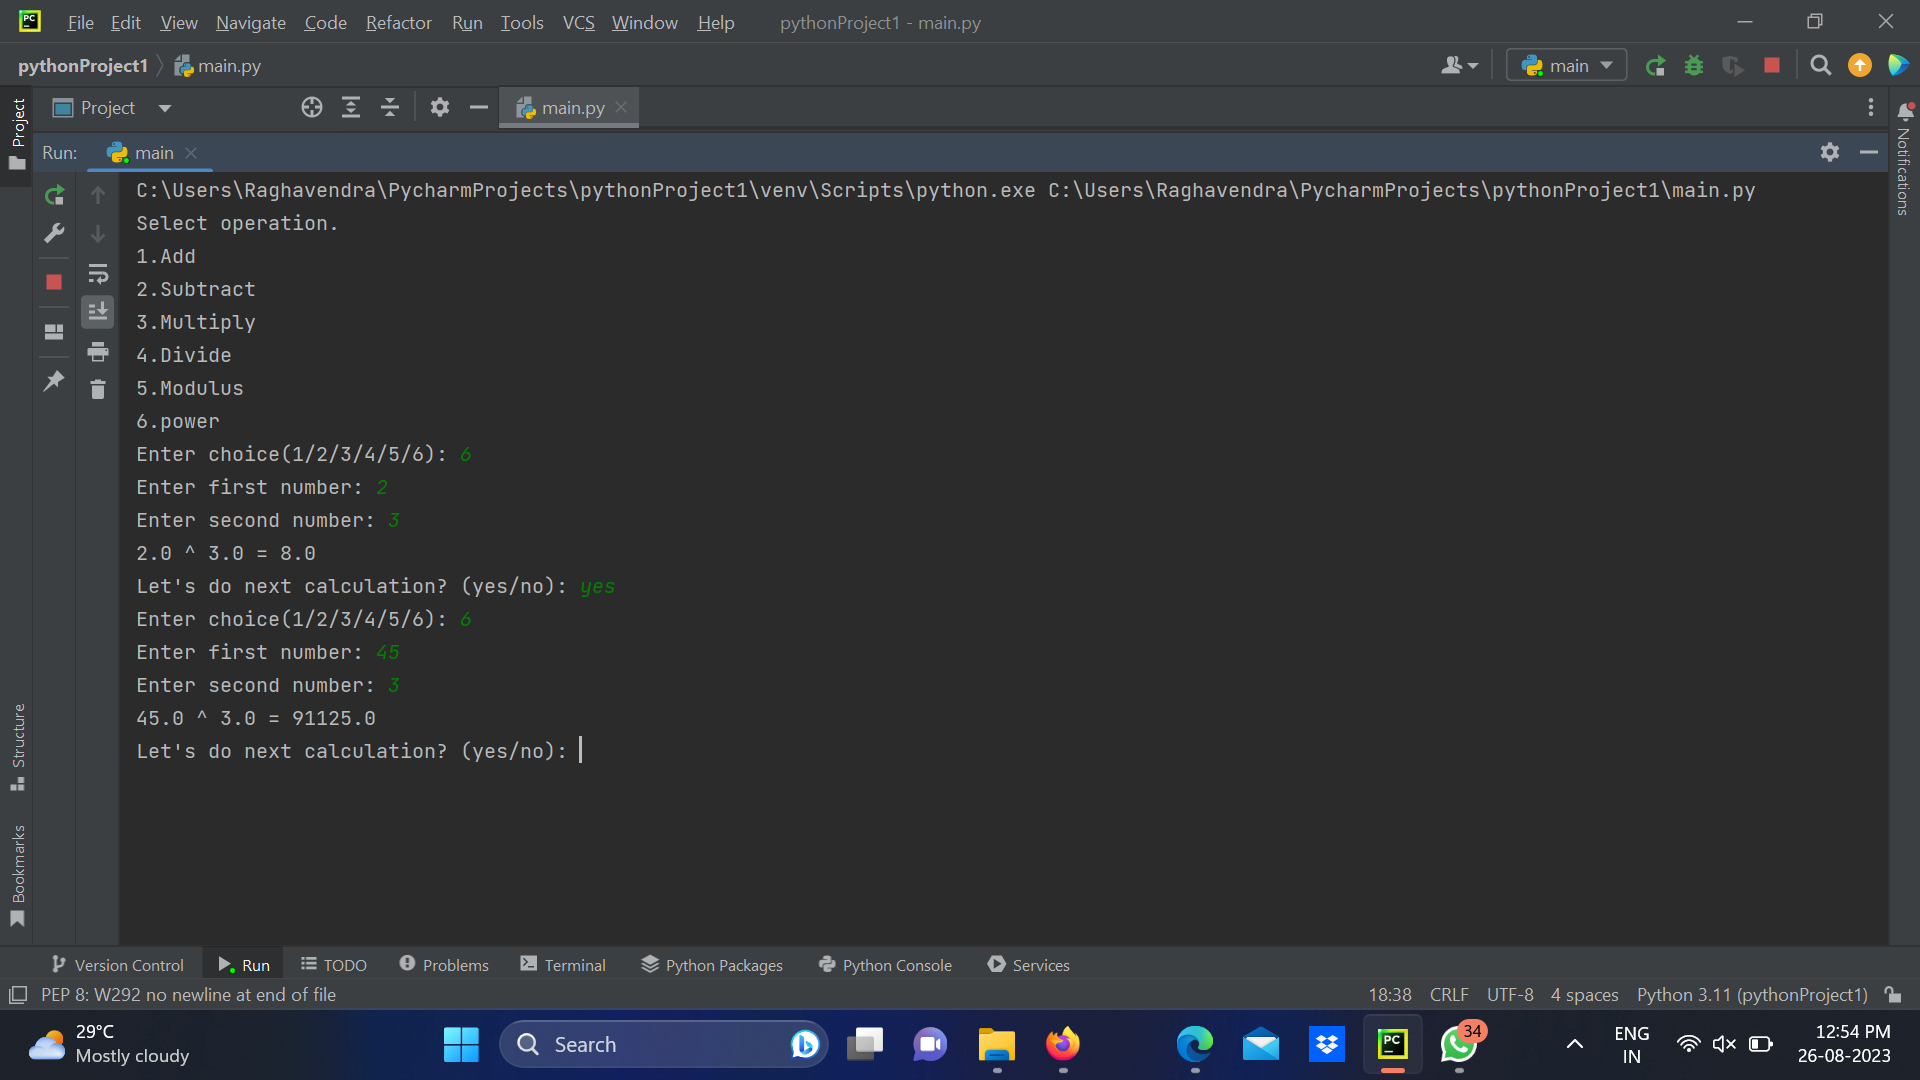 PC File Edit View Navigate Code Refactor Run Tools VCS Window Help pythonProject1 - main.py
pythonProject1 main.py main
Project main.py
Run: main
C:\Users\Raghavendra\PycharmProjects\pythonProject1\venv\Scripts\python.exe C:\Users\Raghavendra\PycharmProjects\pythonProject1\main.py
Select operation.
1.Add
2.Subtract
3.Multiply
4.Divide
5.Modulus
6.power
Enter choice(1/2/3/4/5/6): 6
Enter first number: 2
Enter second number: 3
2.0 ^ 3.0 = 8.0
Let's do next calculation? (yes/no): yes
Enter choice(1/2/3/4/5/6): 6
Enter first number: 45
Enter second number: 3
45.0 ^ 3.0 = 91125.0
Let's do next calculation? (yes/no):
Project
Structure
Bookmarks
Notifications
Version Control Run TODO Problems Terminal Python Packages Python Console Services
PEP 8: W292 no newline at end of file 18:38 CRLF UTF-8 4 spaces Python 3.11 (pythonProject1)
29°C
Mostly cloudy
Search
PC
34
ENG
IN
12:54 PM
26-08-2023